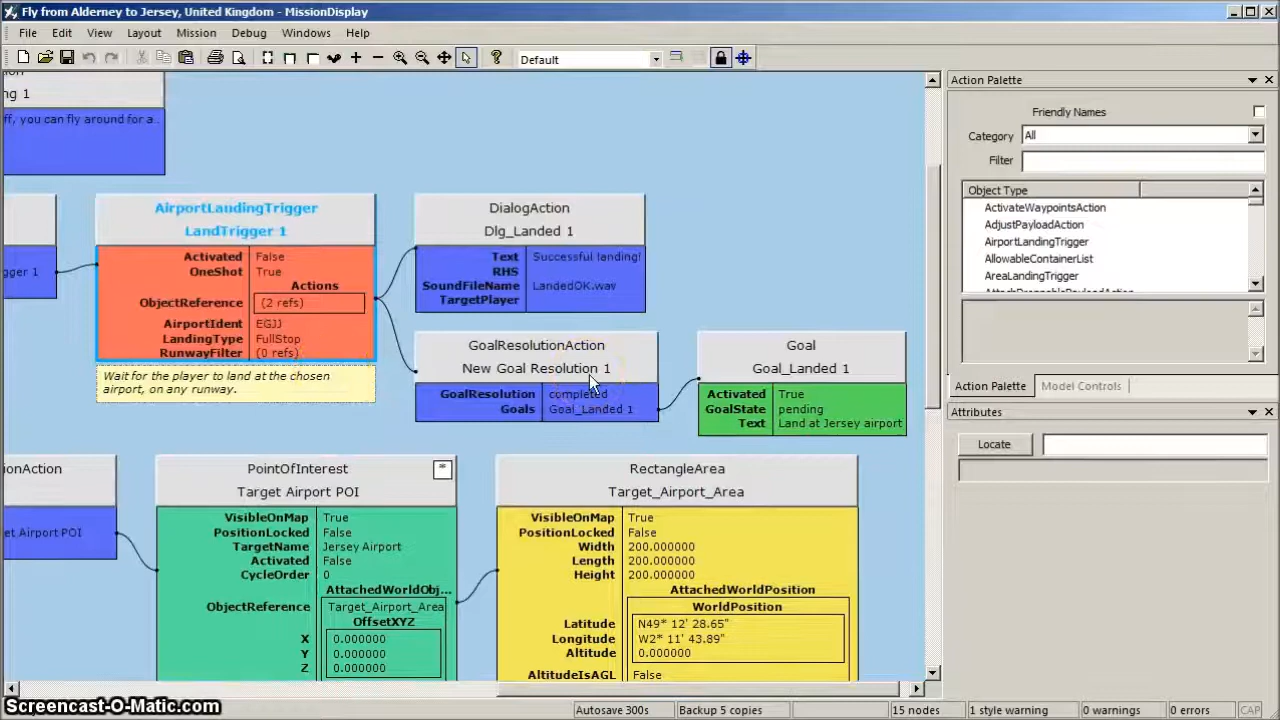 Fly from Alderney to Jersey, United Kingdom - MissionDisplay
File Edit View Layout Mission Debug Windows Help
Default
ng 1
ff, you can fly around for a..
AirportLandingTrigger
LandTrigger 1
Activated False
OneShot True
Actions
ObjectReference (2 refs)
AirportIdent EGJJ
LandingType FullStop
RunwayFilter (0 refs)
Wait for the player to land at the chosen
airport, on any runway.
gger 1
DialogAction
Dlg_Landed 1
Text Successful landing!
RHS
SoundFileName LandedOK.wav
TargetPlayer
GoalResolutionAction
New Goal Resolution 1
GoalResolution completed
Goals Goal_Landed 1
Goal
Goal_Landed 1
Activated True
GoalState pending
Text Land at Jersey airport
ionAction
et Airport POI
PointOfInterest *
Target Airport POI
VisibleOnMap True
PositionLocked False
TargetName Jersey Airport
Activated False
CycleOrder 0
AttachedWorldObj...
ObjectReference Target_Airport_Area
OffsetXYZ
X 0.000000
Y 0.000000
Z 0.000000
RectangleArea
Target_Airport_Area
VisibleOnMap True
PositionLocked False
Width 200.000000
Length 200.000000
Height 200.000000
AttachedWorldPosition
WorldPosition
Latitude N49* 12' 28.65"
Longitude W2* 11' 43.89"
Altitude 0.000000
AltitudeIsAGL False
Action Palette
Friendly Names
Category All
Filter
Object Type
ActivateWaypointsAction
AdjustPayloadAction
AirportLandingTrigger
AllowableContainerList
AreaLandingTrigger
AttachDroppablePayloadAction
Action Palette Model Controls
Attributes
Locate
Screencast-O-Matic.com
Autosave 300s Backup 5 copies 15 nodes 1 style warning 0 warnings 0 errors CAP